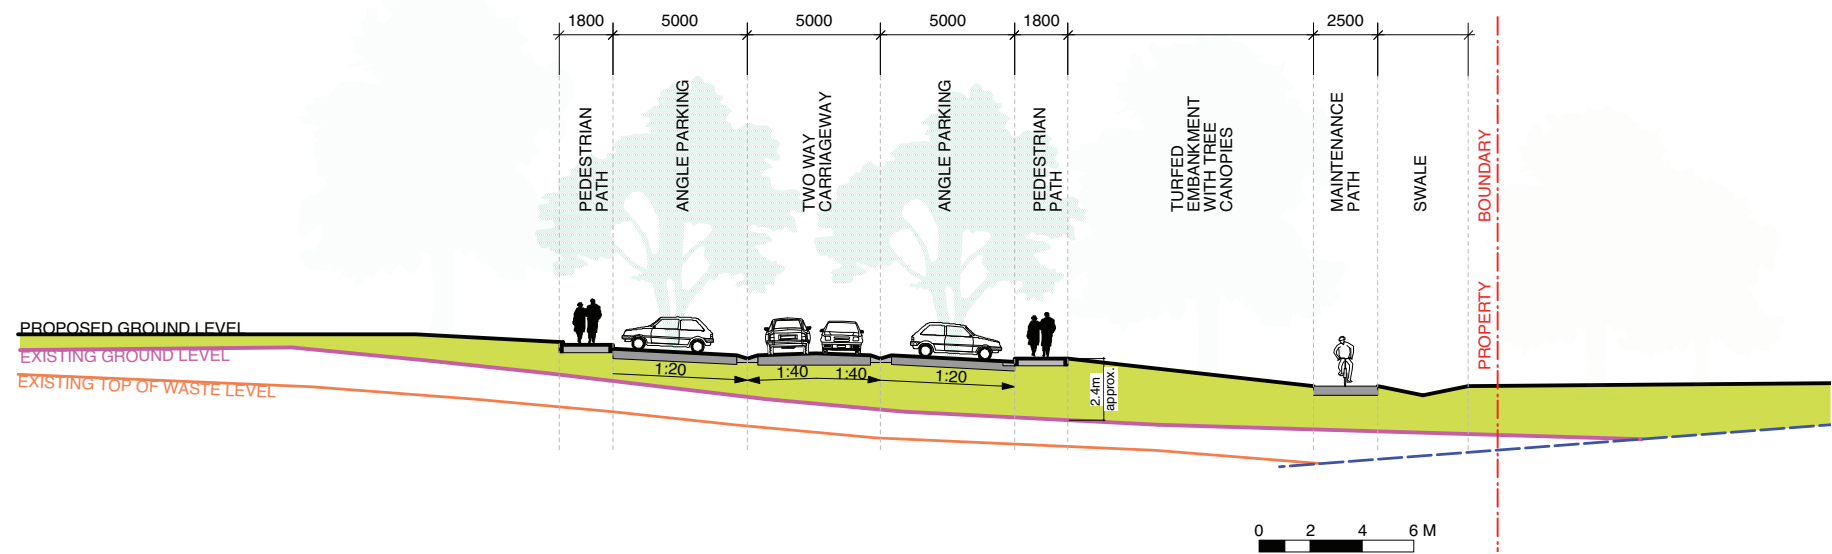 1800
5000
5000
5000
1800
2500
PEDESTRIAN
PATH
ANGLE PARKING
TWO WAY
CARRIAGEWAY
ANGLE PARKING
PEDESTRIAN
PATH
TURFED
EMBANKMENT
WITH TREE
CANOPIES
MAINTENANCE
PATH
SWALE
PROPERTY BOUNDARY
PROPOSED GROUND LEVEL
EXISTING GROUND LEVEL
EXISTING TOP OF WASTE LEVEL
1:20
1:40
1:40
1:20
2.4m
approx.
0 2 4 6 M